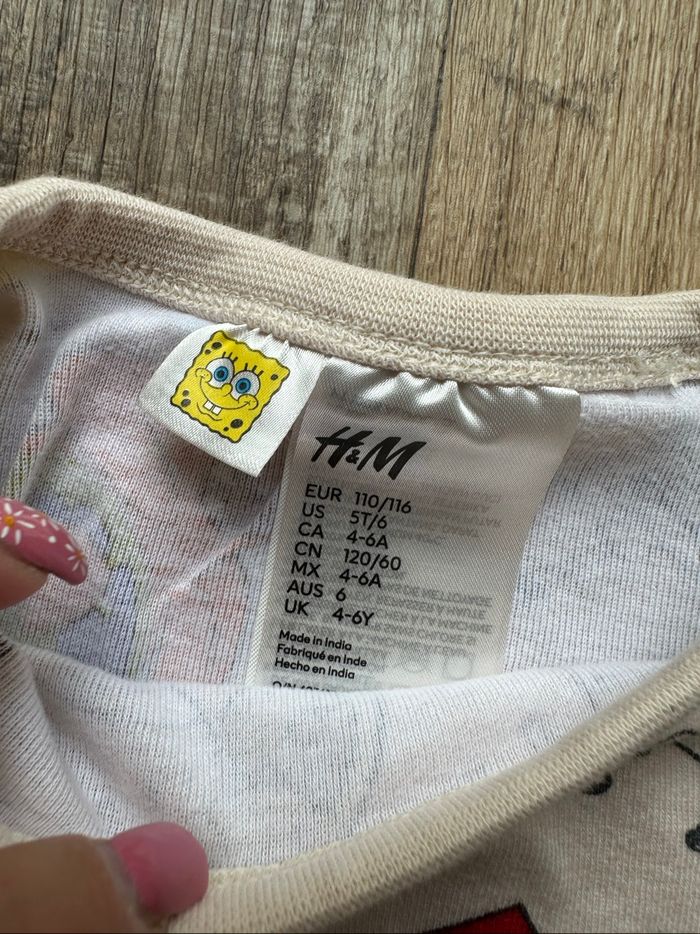 H&M
EUR 110/116
US 5T/6
CA 4-6A
CN 120/60
MX 4-6A
AUS 6
UK 4-6Y
Made in India
Fabriqué en Inde
Hecho en India